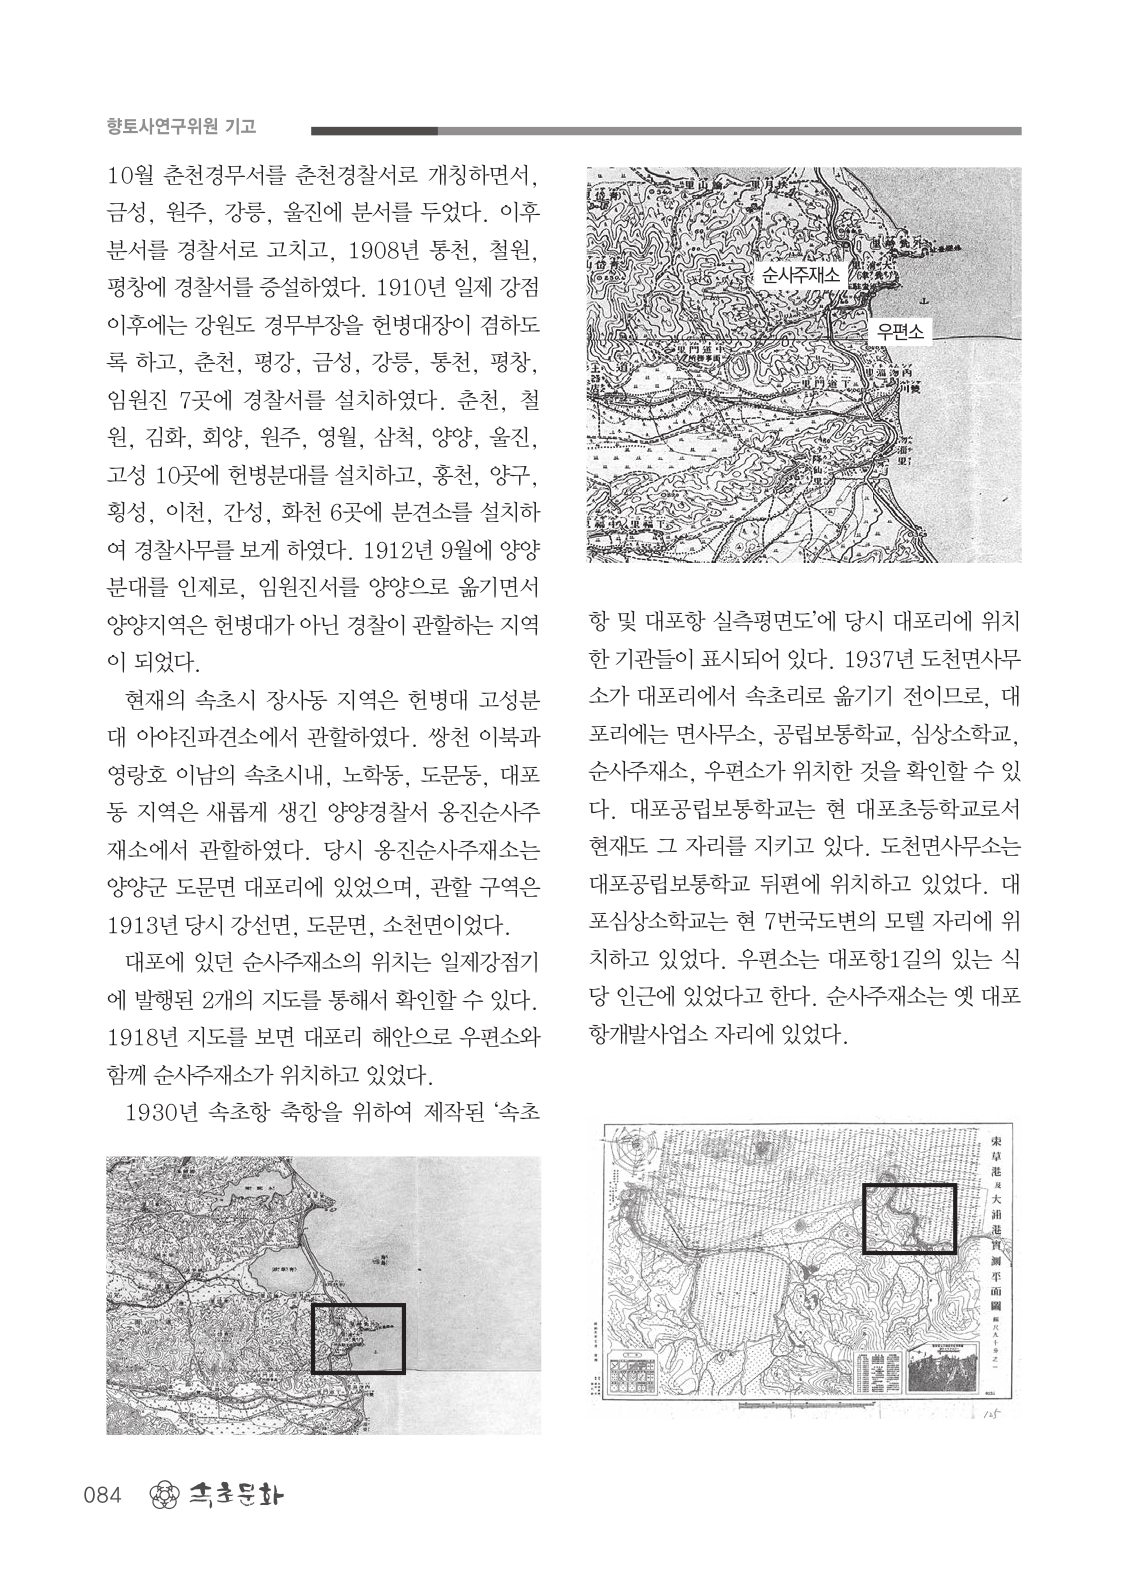 향토사연구위원 기고
10월 춘천경무서를 춘천경찰서로 개칭하면서,
금성, 원주, 강릉, 울진에 분서를 두었다. 이후
분서를 경찰서로 고치고, 1908년 통천, 철원,
평창에 경찰서를 증설하였다. 1910년 일제 강점
이후에는 강원도 경무부장을 헌병대장이 겸하도
록 하고, 춘천, 평강, 금성, 강릉, 통천, 평창,
임원진 7곳에 경찰서를 설치하였다. 춘천, 철
원, 김화, 회양, 원주, 영월, 삼척, 양양, 울진,
고성 10곳에 헌병분대를 설치하고, 홍천, 양구,
횡성, 이천, 간성, 화천 6곳에 분견소를 설치하
여 경찰사무를 보게 하였다. 1912년 9월에 양양
분대를 인제로, 임원진서를 양양으로 옮기면서
양양지역은 헌병대가 아닌 경찰이 관할하는 지역
이 되었다.
현재의 속초시 장사동 지역은 헌병대 고성분
대 아야진파견소에서 관할하였다. 쌍천 이북과
영랑호 이남의 속초시내, 노학동, 도문동, 대포
동 지역은 새롭게 생긴 양양경찰서 옹진순사주
재소에서 관할하였다. 당시 옹진순사주재소는
양양군 도문면 대포리에 있었으며, 관할 구역은
1913년 당시 강선면, 도문면, 소천면이었다.
대포에 있던 순사주재소의 위치는 일제강점기
에 발행된 2개의 지도를 통해서 확인할 수 있다.
1918년 지도를 보면 대포리 해안으로 우편소와
함께 순사주재소가 위치하고 있었다.
1930년 속초항 축항을 위하여 제작된 ‘속초
순사주재소
우편소
항 및 대포항 실측평면도’에 당시 대포리에 위치
한 기관들이 표시되어 있다. 1937년 도천면사무
소가 대포리에서 속초리로 옮기기 전이므로, 대
포리에는 면사무소, 공립보통학교, 심상소학교,
순사주재소, 우편소가 위치한 것을 확인할 수 있
다. 대포공립보통학교는 현 대포초등학교로서
현재도 그 자리를 지키고 있다. 도천면사무소는
대포공립보통학교 뒤편에 위치하고 있었다. 대
포심상소학교는 현 7번국도변의 모텔 자리에 위
치하고 있었다. 우편소는 대포항1길의 있는 식
당 인근에 있었다고 한다. 순사주재소는 옛 대포
항개발사업소 자리에 있었다.
束草港及大浦港實測平面圖
125
084 속초문화